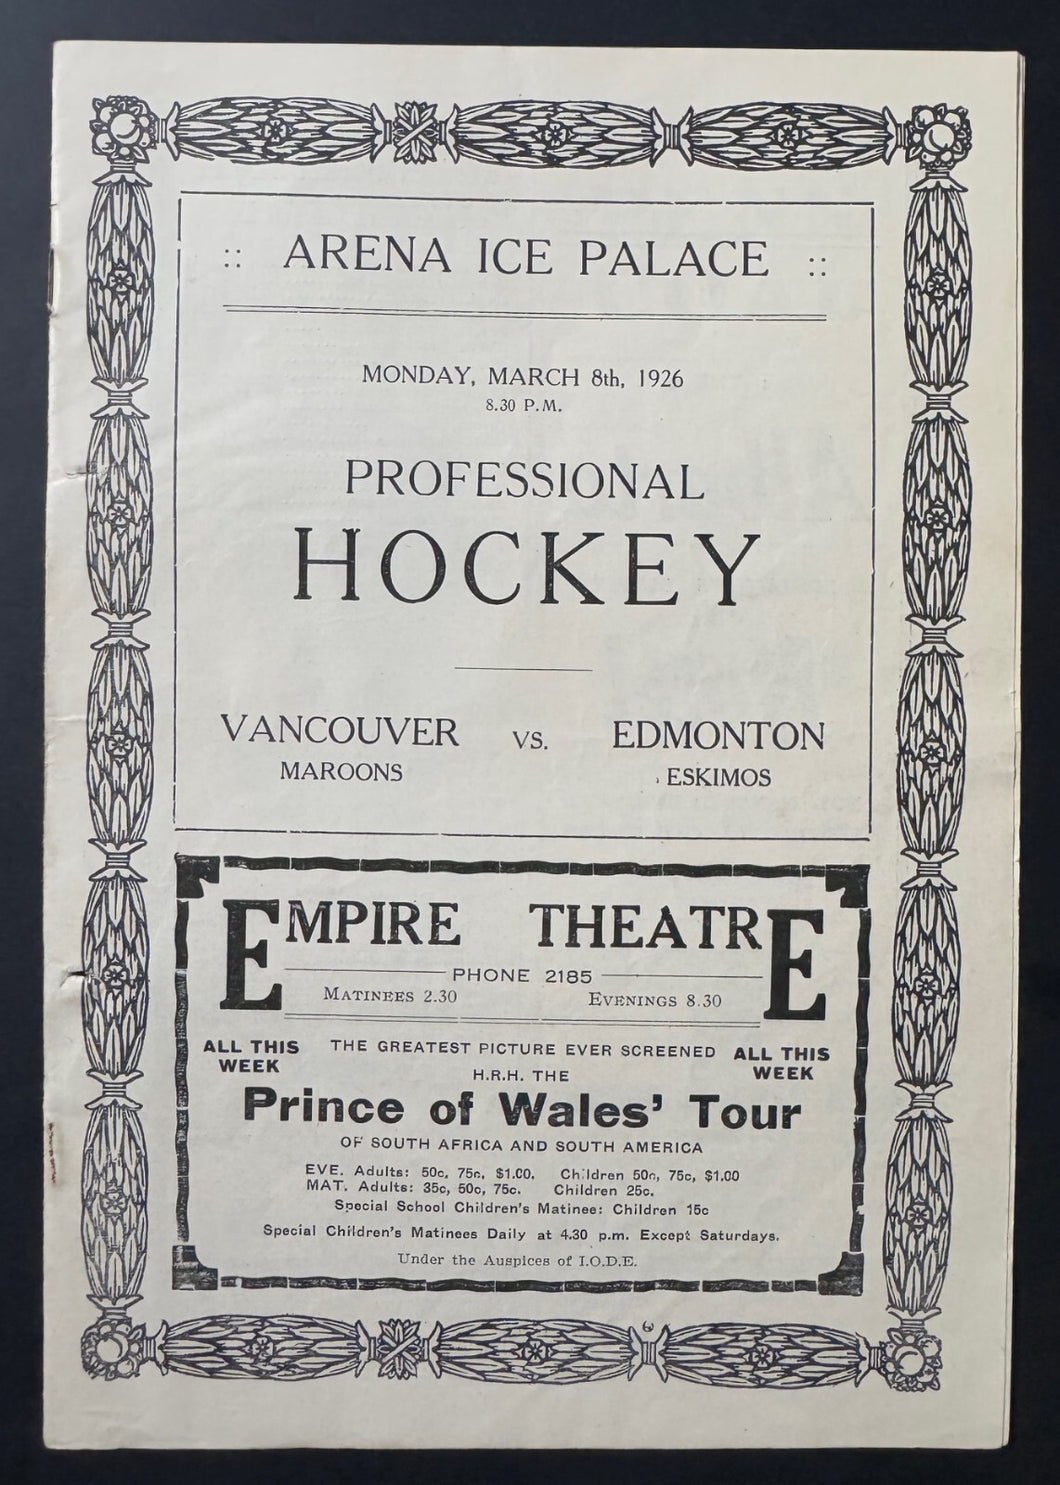 :: ARENA ICE PALACE ::
MONDAY, MARCH 8th, 1926
8.30 P.M.
PROFESSIONAL
HOCKEY
VANCOUVER VS. EDMONTON
MAROONS ESKIMOS
EMPIRE THEATRE
PHONE 2185
MATINEES 2.30 EVENINGS 8.30
ALL THIS WEEK
THE GREATEST PICTURE EVER SCREENED
ALL THIS WEEK
H.R.H. THE
Prince of Wales' Tour
OF SOUTH AFRICA AND SOUTH AMERICA
EVE. Adults: 50c, 75c, $1.00. Children 50c, 75c, $1.00
MAT. Adults: 35c, 50c, 75c. Children 25c.
Special School Children's Matinee: Children 15c
Special Children's Matinees Daily at 4.30 p.m. Except Saturdays.
Under the Auspices of I.O.D.E.